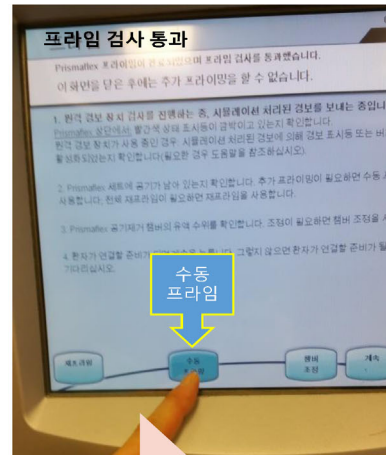 프라임 검사 통과
Prismaflex 프라이밍이 완료되었으며 프라임 검사를 통과했습니다.
이 화면을 닫은 후에는 추가 프라이밍을 할 수 없습니다.
1. 원격 경보 장치 검사를 진행하는 중, 시뮬레이션 처리된 경보를 보내는 중입니
Prismaflex 상단에서 빨간색 상태 표시등이 깜박이고 있는지 확인합니다.
원격 경보 장치가 사용 중인 경우: 시뮬레이션 처리된 경보에 의해 경보 표시등 또는 버
활성화되었는지 확인합니다(필요한 경우 도움말을 참조하십시오).
2. Prismaflex 세트에 공기가 남아 있는지 확인합니다. 추가 프라이밍이 필요하면 수동
사용합니다. 전체 재프라임이 필요하면 재프라임을 사용합니다.
3. Prismaflex 공기제거 챔버의 유액 수위를 확인합니다. 조정이 필요하면 챔버 조정을 사
4. 환자가 연결할 준비가 누릅니다. 그렇지 않으면 환자가 연결할 준비가 될
기다리십시오.
수동
프라임
재프라임
수동
챔버
조정
계속